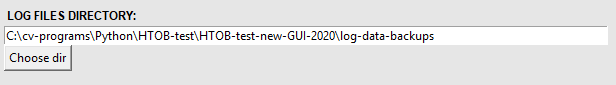 LOG FILES DIRECTORY:
C:\cv-programs\Python\HTOB-test\HTOB-test-new-GUI-2020\log-data-backups
Choose dir